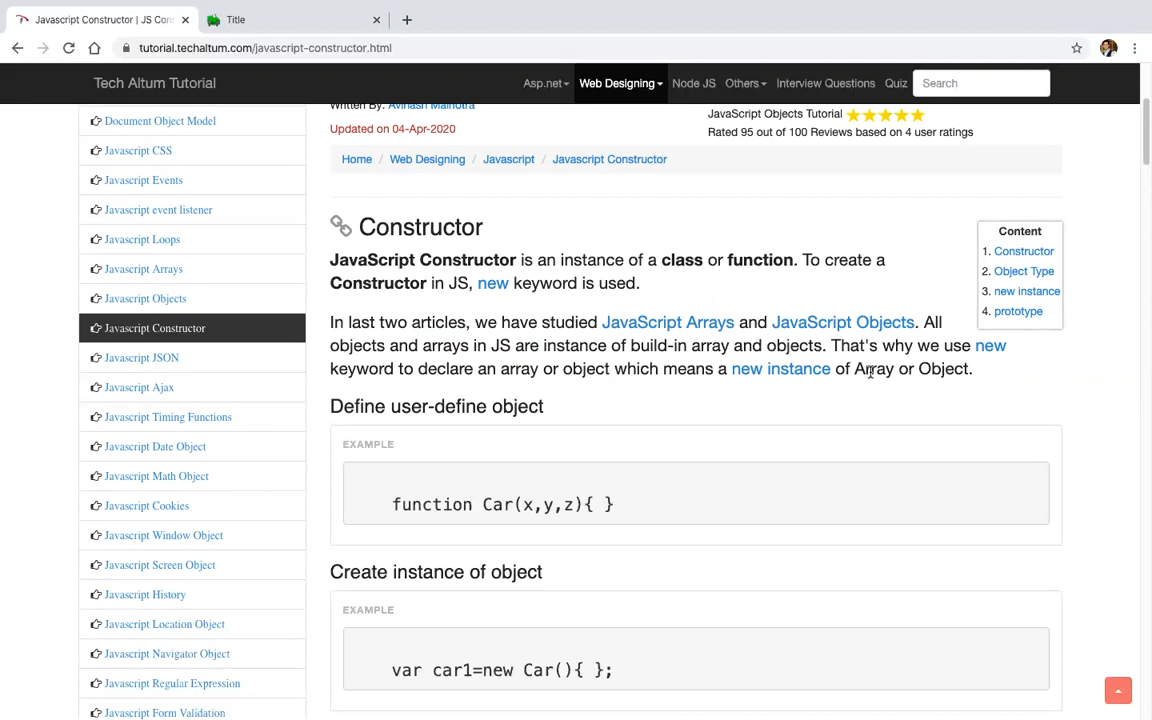 Javascript Constructor | JS Con
Title
tutorial.techaltum.com/javascript-constructor.html
Tech Altum Tutorial
Asp.net
Web Designing
Node JS
Others
Interview Questions
Quiz
Search
Document Object Model
Javascript CSS
Javascript Events
Javascript event listener
Javascript Loops
Javascript Arrays
Javascript Objects
Javascript Constructor
Javascript JSON
Javascript Ajax
Javascript Timing Functions
Javascript Date Object
Javascript Math Object
Javascript Cookies
Javascript Window Object
Javascript Screen Object
Javascript History
Javascript Location Object
Javascript Navigator Object
Javascript Regular Expression
Javascript Form Validation
Written By: Avinash Malhotra
Updated on 04-Apr-2020
JavaScript Objects Tutorial
Rated 95 out of 100 Reviews based on 4 user ratings
Home / Web Designing / Javascript / Javascript Constructor
Constructor
JavaScript Constructor is an instance of a class or function. To create a
Constructor in JS, new keyword is used.
In last two articles, we have studied JavaScript Arrays and JavaScript Objects. All
objects and arrays in JS are instance of build-in array and objects. That's why we use new
keyword to declare an array or object which means a new instance of Array or Object.
Content
1. Constructor
2. Object Type
3. new instance
4. prototype
Define user-define object
EXAMPLE
function Car(x,y,z){ }
Create instance of object
EXAMPLE
var car1=new Car(){ };